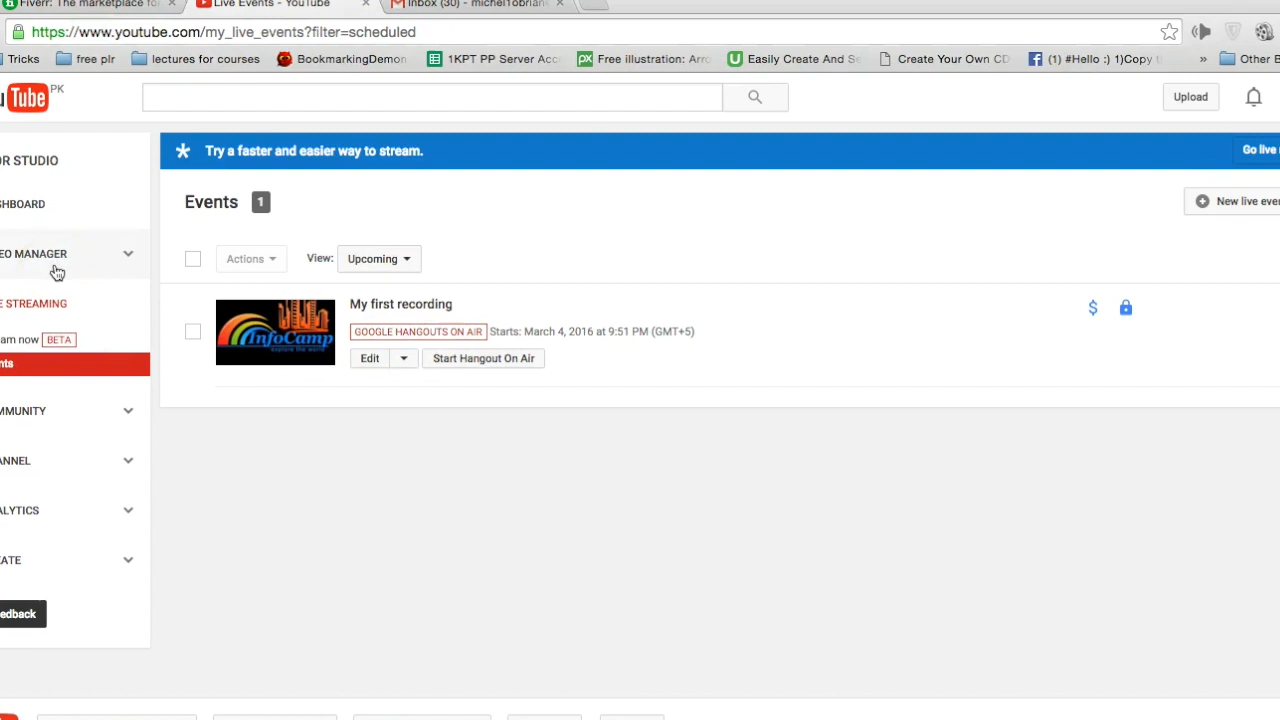 Fiverr: The marketplace fo
Live Events - YouTube
Inbox (30) - michel1obrian
https://www.youtube.com/my_live_events?filter=scheduled
Tricks
free plr
lectures for courses
BookmarkingDemon
1KPT PP Server Acc
Free illustration: Arro
Easily Create And Se
Create Your Own CD
(1) #Hello :) 1)Copy t
»
Other B
u Tube PK
Upload
OR STUDIO
Try a faster and easier way to stream.
Go live
SHBOARD
Events 1
New live eve
EO MANAGER
Actions
View:
Upcoming
E STREAMING
My first recording
InfoCamp
explore the world
GOOGLE HANGOUTS ON AIR Starts: March 4, 2016 at 9:51 PM (GMT+5)
am now BETA
Edit
Start Hangout On Air
nts
MMUNITY
ANNEL
ALYTICS
ATE
edback